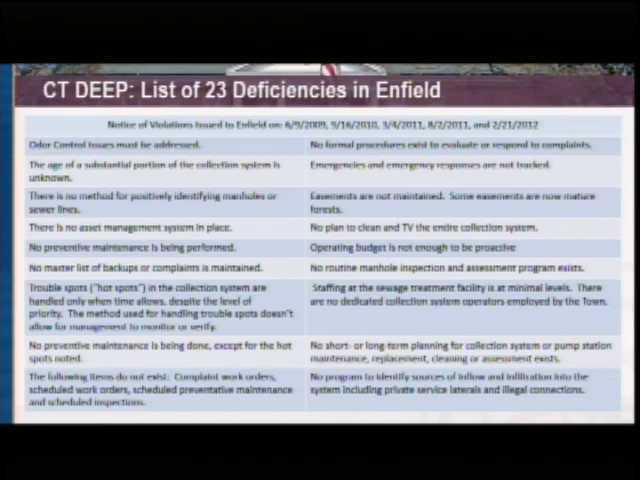 CT DEEP: List of 23 Deficiencies in Enfield
Notice of Violations Issued to Enfield on: 6/9/2009, 9/16/2010, 3/4/2011, 8/2/2011, and 2/21/2012
Odor Control Issues must be addressed.
No formal procedures exist to evaluate or respond to complaints.
The age of a substantial portion of the collection system is
unknown.
Emergencies and emergency responses are not tracked.
There is no method for positively identifying manholes or
sewer lines.
Easements are not maintained. Some easements are now mature
forests.
There is no asset management system in place.
No plan to clean and TV the entire collection system.
No preventive maintenance is being performed.
Operating budget is not enough to be proactive
No master list of backups or complaints is maintained.
No routine manhole inspection and assessment program exists.
Trouble spots ("hot spots") in the collection system are
handled only when time allows, despite the level of
priority. The method used for handling trouble spots doesn't
allow for management to monitor or verify.
Staffing at the sewage treatment facility is at minimal levels. There
are no dedicated collection system operators employed by the Town.
No preventive maintenance is being done, except for the hot
spots noted.
No short- or long-term planning for collection system or pump station
maintenance, replacement, cleaning or assessment exists.
The following items do not exist: Complaint work orders,
scheduled work orders, scheduled preventative maintenance
and scheduled inspections.
No program to identify sources of inflow and infiltration into the
system including private service laterals and illegal connections.